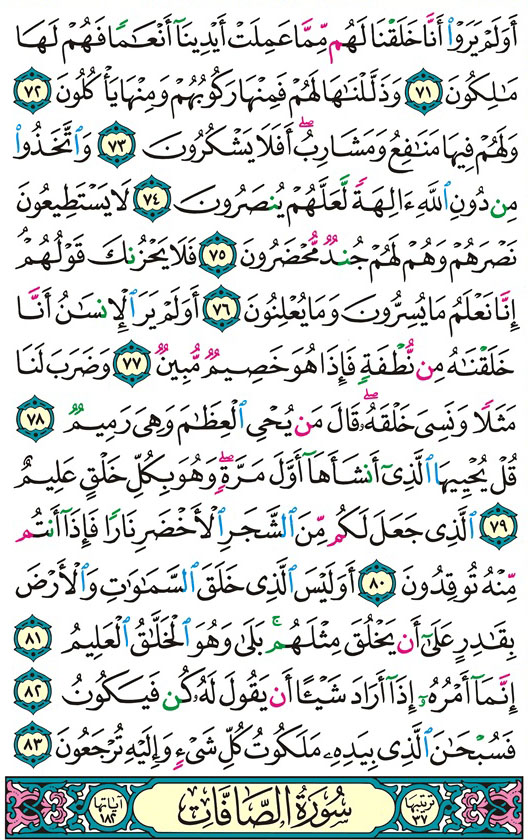 أَوَلَمْ يَرَوْا۟ أَنَّا خَلَقْنَا لَهُم مِّمَّا عَمِلَتْ أَيْدِينَآ أَنْعَـٰمًا فَهُمْ لَهَا
مَـٰلِكُونَ ٧١ وَذَلَّلْنَـٰهَا لَهُمْ فَمِنْهَا رَكُوبُهُمْ وَمِنْهَا يَأْكُلُونَ ٧٢
وَلَهُمْ فِيهَا مَنَـٰفِعُ وَمَشَارِبُ ۖ أَفَلَا يَشْكُرُونَ ٧٣ وَٱتَّخَذُوا۟
مِن دُونِ ٱللَّهِ ءَالِهَةً لَّعَلَّهُمْ يُنصَرُونَ ٧٤ لَا يَسْتَطِيعُونَ
نَصْرَهُمْ وَهُمْ لَهُمْ جُندٌ مُّحْضَرُونَ ٧٥ فَلَا يَحْزُنكَ قَوْلُهُمْ ۘ
إِنَّا نَعْلَمُ مَا يُسِرُّونَ وَمَا يُعْلِنُونَ ٧٦ أَوَلَمْ يَرَ ٱلْإِنسَـٰنُ أَنَّا
خَلَقْنَـٰهُ مِن نُّطْفَةٍ فَإِذَا هُوَ خَصِيمٌ مُّبِينٌ ٧٧ وَضَرَبَ لَنَا
مَثَلًا وَنَسِىَ خَلْقَهُۥ ۖ قَالَ مَن يُحْىِ ٱلْعِظَـٰمَ وَهِىَ رَمِيمٌ ٧٨
قُلْ يُحْيِيهَا ٱلَّذِىٓ أَنشَأَهَآ أَوَّلَ مَرَّةٍ ۖ وَهُوَ بِكُلِّ خَلْقٍ عَلِيمٌ
٧٩ ٱلَّذِى جَعَلَ لَكُم مِّنَ ٱلشَّجَرِ ٱلْأَخْضَرِ نَارًا فَإِذَآ أَنتُم
مِّنْهُ تُوقِدُونَ ٨٠ أَوَلَيْسَ ٱلَّذِى خَلَقَ ٱلسَّمَـٰوَٰتِ وَٱلْأَرْضَ
بِقَـٰدِرٍ عَلَىٰٓ أَن يَخْلُقَ مِثْلَهُم ۚ بَلَىٰ وَهُوَ ٱلْخَلَّـٰقُ ٱلْعَلِيمُ ٨١
إِنَّمَآ أَمْرُهُۥٓ إِذَآ أَرَادَ شَيْـًٔا أَن يَقُولَ لَهُۥ كُن فَيَكُونُ ٨٢
فَسُبْحَـٰنَ ٱلَّذِى بِيَدِهِۦ مَلَكُوتُ كُلِّ شَىْءٍ وَإِلَيْهِ تُرْجَعُونَ ٨٣
ترتيبها ٣٧ سُورَةُ الصَّافَّاتِ آياتها ١٨٢